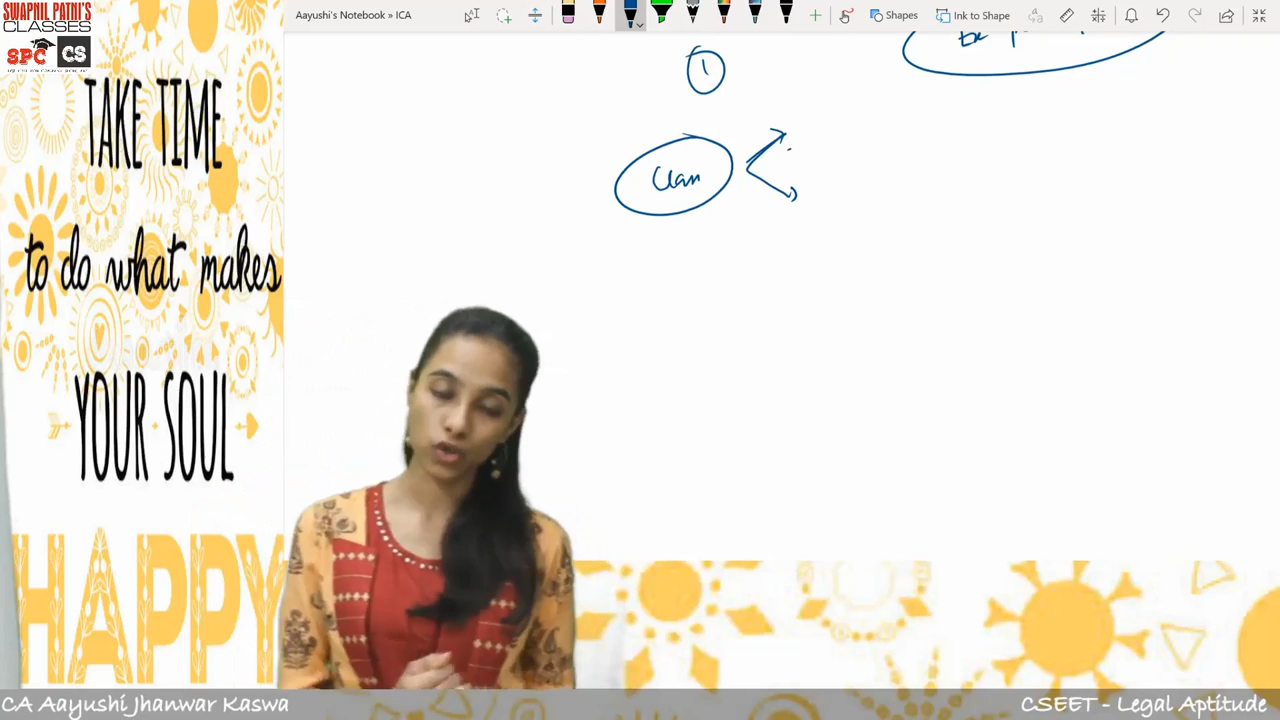 SWAPNIL PATNI'S
CLASSES
SPC CS
Aayushi's Notebook » ICA
Shapes
Ink to Shape
1
TAKE TIME
to do what makes
YOUR SOUL
HAPPY
CA Aayushi Jhanwar Kaswa
CSEET - Legal Aptitude